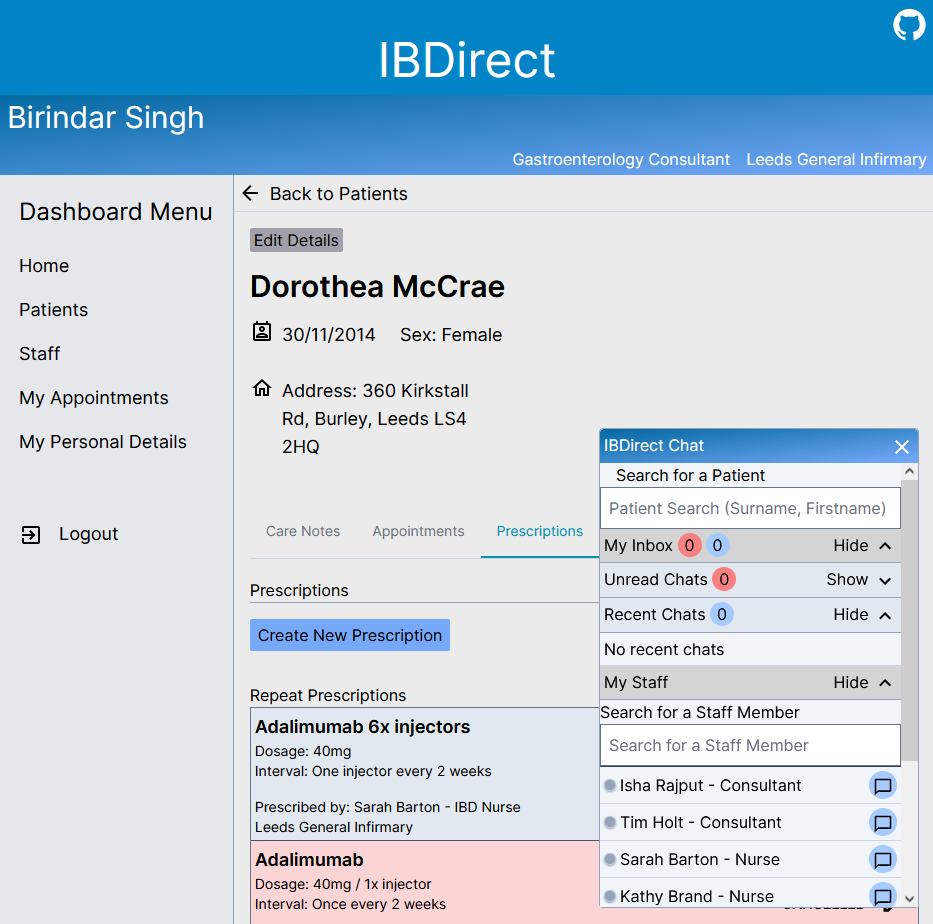 IBDirect
Birindar Singh
Gastroenterology Consultant Leeds General Infirmary
Dashboard Menu
Home
Patients
Staff
My Appointments
My Personal Details
Logout
Back to Patients
Edit Details
Dorothea McCrae
30/11/2014 Sex: Female
Address: 360 Kirkstall
Rd, Burley, Leeds LS4
2HQ
Care Notes Appointments Prescriptions
Prescriptions
Create New Prescription
Repeat Prescriptions
Adalimumab 6x injectors
Dosage: 40mg
Interval: One injector every 2 weeks
Prescribed by: Sarah Barton - IBD Nurse
Leeds General Infirmary
Adalimumab
Dosage: 40mg / 1x injector
Interval: Once every 2 weeks
IBDirect Chat
Search for a Patient
Patient Search (Surname, Firstname)
My Inbox 0 0 Hide
Unread Chats 0 Show
Recent Chats 0 Hide
No recent chats
My Staff Hide
Search for a Staff Member
Search for a Staff Member
Isha Rajput - Consultant
Tim Holt - Consultant
Sarah Barton - Nurse
Kathy Brand - Nurse